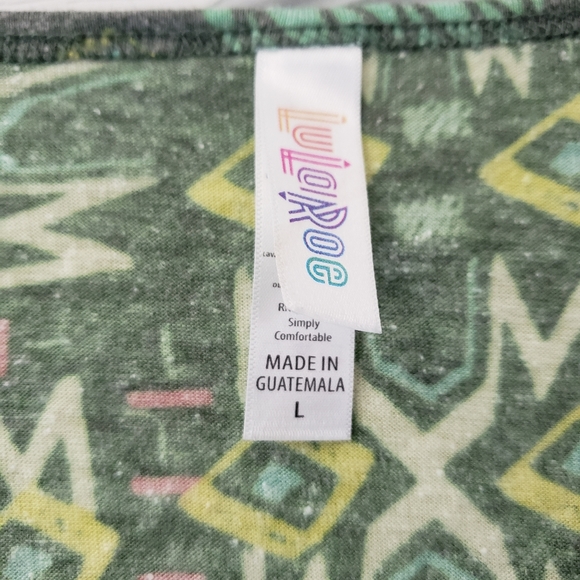 LuLaRoe
Simply
Comfortable
MADE IN
GUATEMALA
L